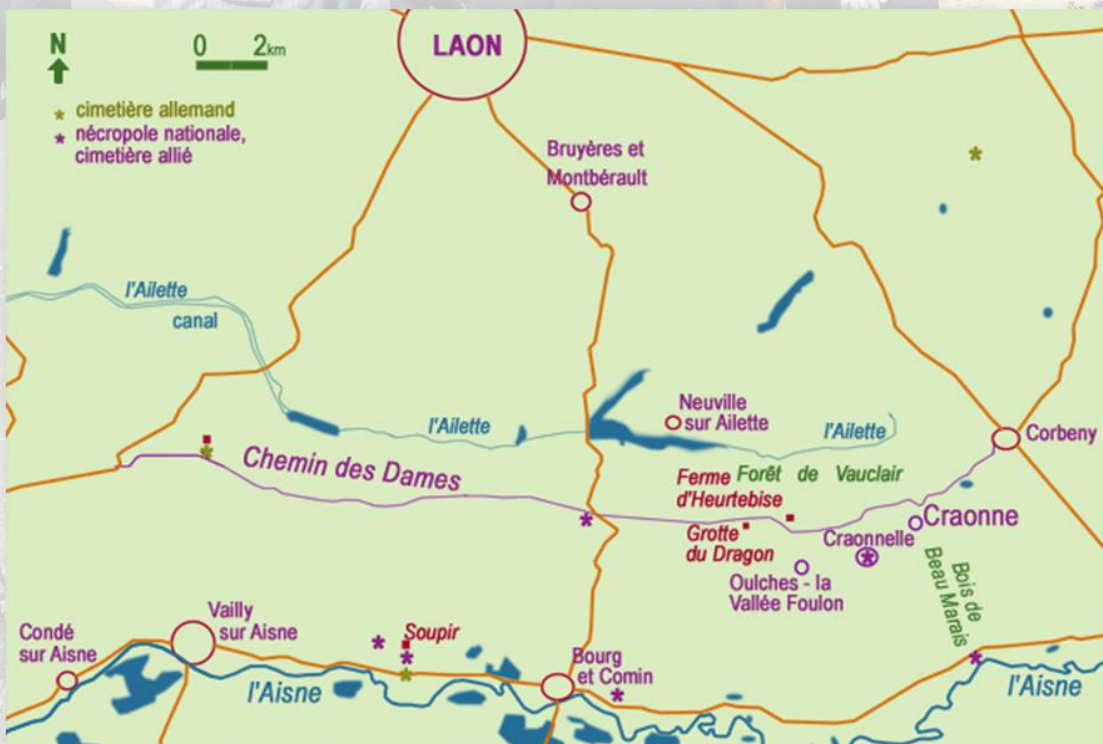 N
0 2km
LAON
* cimetière allemand
* nécropole nationale,
cimetière allié
Bruyères et
Montbérault
l'Ailette
canal
Neuville
sur Ailette
l'Ailette
l'Ailette
Corbeny
Chemin des Dames
Ferme
d'Heurtebise
Forêt de Vauclair
Craonne
Grotte
du Dragon
Craonnelle
Oulches - la
Vallée Foulon
Bois de
Beau Marais
Vailly
sur Aisne
Soupir
Condé
sur Aisne
Bourg
et Comin
l'Aisne
l'Aisne